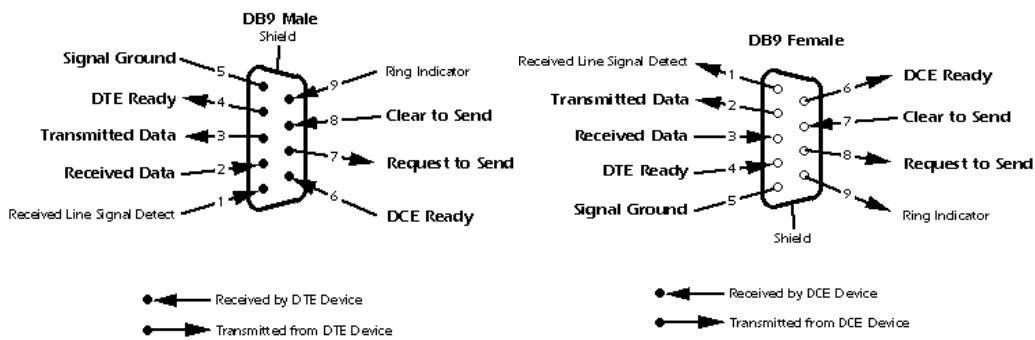 DB9 Male
Shield
Signal Ground
5
9
Ring Indicator
DTE Ready
4
8
Clear to Send
Transmitted Data
3
7
Request to Send
Received Data
2
6
DCE Ready
Received Line Signal Detect
1
Received by DTE Device
Transmitted from DTE Device
DB9 Female
Received Line Signal Detect
1
6
DCE Ready
Transmitted Data
2
7
Clear to Send
Received Data
3
8
Request to Send
DTE Ready
4
9
Ring Indicator
Signal Ground
5
Shield
Received by DCE Device
Transmitted from DCE Device